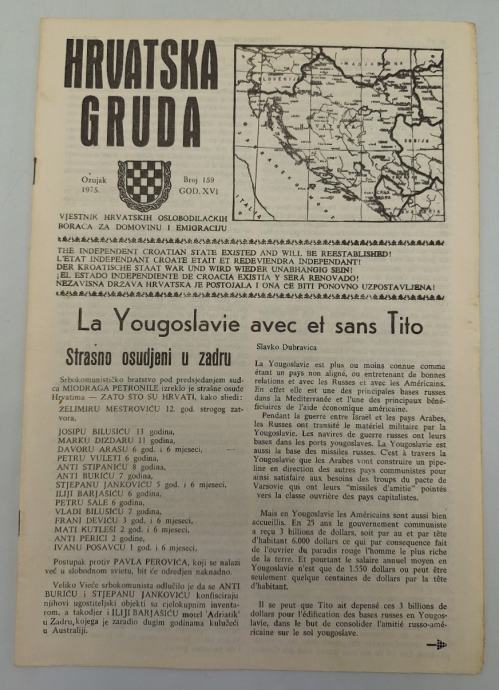 HRVATSKA
GRUDA
Ožujak
1975.
Broj 159
GOD. XVI
VJESTNIK HRVATSKIH OSLOBODILAČKIH
BORACA ZA DOMOVINU I EMIGRACIJU
THE INDEPENDENT CROATIAN STATE EXISTED AND WILL BE REESTABLISHED!
L'ETAT INDEPENDANT CROATE ETAIT ET REDEVIENDRA INDEPENDANT!
DER KROATISCHE STAAT WAR UND WIRD WIEDER UNABHANGIG SEIN!
¡EL ESTADO INDEPENDIENTE DE CROACIA EXISTIA Y SERA RENOVADO!
NEZAVISNA DRŽAVA HRVATSKA JE POSTOJALA I ONA ĆE BITI PONOVNO UZPOSTAVLJENA!
La Yougoslavie avec et sans Tito
Strašno osudjeni u zadru
Srbokomunističko bratstvo pod predsjedanjem sud-
ca MIODRAGA PETRONILE izreklo je strašne osude
Hrvatima — ZATO ŠTO SU HRVATI, kako sliedi:
ŽELIMIRU MESTROVIĆU 12. god. strogog zat-
vora,
JOSIPU BILUSIĆU 13 godina,
MARKU DIZDARU 11 godina,
DAVORU ARASU 6 god. i 6 mjeseci,
PETRU VULETI 6 godina,
ANTI STIPANIĆU 8 godina,
ANTI BURIĆU 7 godina,
STJEPANU JANKOVIĆU 5 god. i 6 mjeseci,
ILIJI BARJAŠIĆU 6 godina,
PETRU ŠALE 6 godina,
VLADI BILUSIĆU 7 godina,
FRANI DEVIĆU 3 god. i 6 mjeseci,
MATI KUTLESI 2 god. i 6 mjeseci,
ANTI PERICI 2 godine,
IVANU POSAVCU 1 god. i 6 mjeseci.
Postupak protiv PAVLA PEROVIĆA, koji se nalazi
već u slobodnom svietu, bit će odredjen naknadno.
Veliko Vieće srbokomunista odlučilo je da se ANTI
BURIĆU i STJEPANU JANKOVIĆU konfisciraju
njihovi ugostiteljski objekti sa cjelokupnim inventa-
rom, a takodjer i ILIJI BARJAŠIĆU motel 'Adriatik'
u Zadru, kojega je zaradio dugim godinama kulučeći
u Australiji.
Slavko Dubravica
La Yougoslavie est plus ou moins connue comme
étant un pays non aligné, ou entretenant de bonnes
relations et avec les Russes et avec les Américains.
En effet elle est une des principales bases russes
dans la Mediterranée et l'une des principaux béné-
ficiaires de l'aide économique américaine.
Pendant la guerre entre Israël et les pays Arabes,
les Russes ont transité le matériel militaire par la
Yougoslavie. Les navires de guerre russes ont leurs
bases dans les ports yougoslaves. La Yougoslavie est
aussi la base des missiles russes. C'est à travers la
Yougoslavie que les Arabes vont construire un pipe-
line en direction des autres pays communistes pour
ainsi satisfaire aux besoins des troupes du pacte de
Varsovie qui ont leurs "missiles d'amitie" pointés
vers la classe ouvrière des pays capitalistes.
Mais en Yougoslavie les Américains sont aussi bien
accueillis. En 25 ans le gouvernement communiste
a reçu 3 billions de dollars, soit par au et par tête
d'habitant 6.000 dollars ce qui par consequence fait
de l'ouvrier du paradis rouge l'homme le plus riche
de la terre. Et pourtant le salaire annuel moyen en
Yougoslavie n'est que de 1.550 dollars ou peut être
seulement quelque centaines de dollars par la tête
d'habitant.
Il se peut que Tito ait depensé ces 3 billions de
dollars pour l'édification des bases russes en Yougos-
lavie, dans le but de consolider l'amitié russo-amé-
ricaine sur le sol yougoslave.